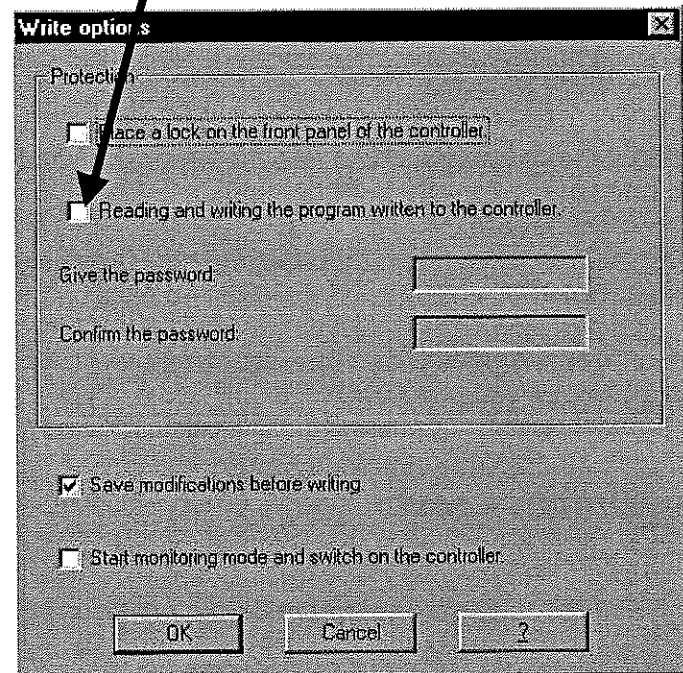 Write options
Protection
Place a lock on the front panel of the controller.
Reading and writing the program written to the controller.
Give the password:
Confirm the password:
Save modifications before writing
Start monitoring mode and switch on the controller.
OK Cancel ?